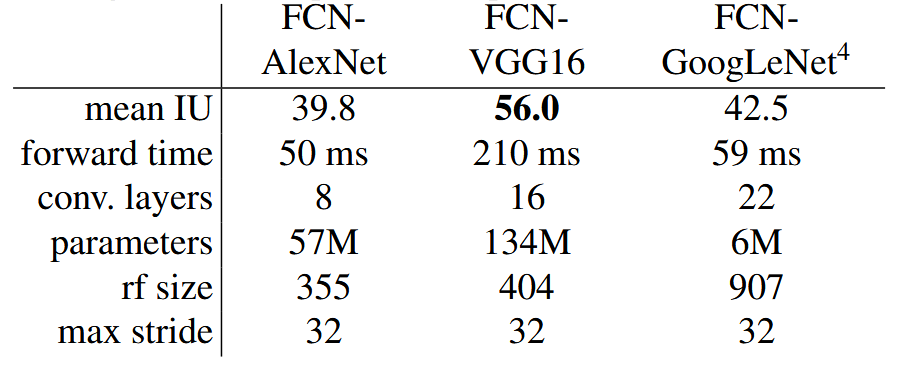 FCN- FCN- FCN-
AlexNet VGG16 GoogLeNet4
mean IU 39.8 56.0 42.5
forward time 50 ms 210 ms 59 ms
conv. layers 8 16 22
parameters 57M 134M 6M
rf size 355 404 907
max stride 32 32 32